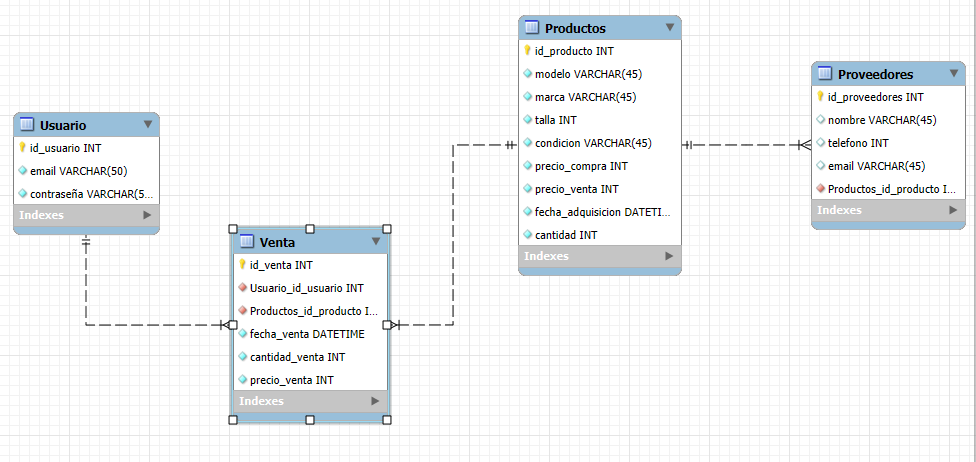 Usuario
id_usuario INT
email VARCHAR(50)
contraseña VARCHAR(5...
Indexes
Venta
id_venta INT
Usuario_id_usuario INT
Productos_id_producto I...
fecha_venta DATETIME
cantidad_venta INT
precio_venta INT
Indexes
Productos
id_producto INT
modelo VARCHAR(45)
marca VARCHAR(45)
talla INT
condicion VARCHAR(45)
precio_compra INT
precio_venta INT
fecha_adquisicion DATETI...
cantidad INT
Indexes
Proveedores
id_proveedores INT
nombre VARCHAR(45)
telefono INT
email VARCHAR(45)
Productos_id_producto I...
Indexes